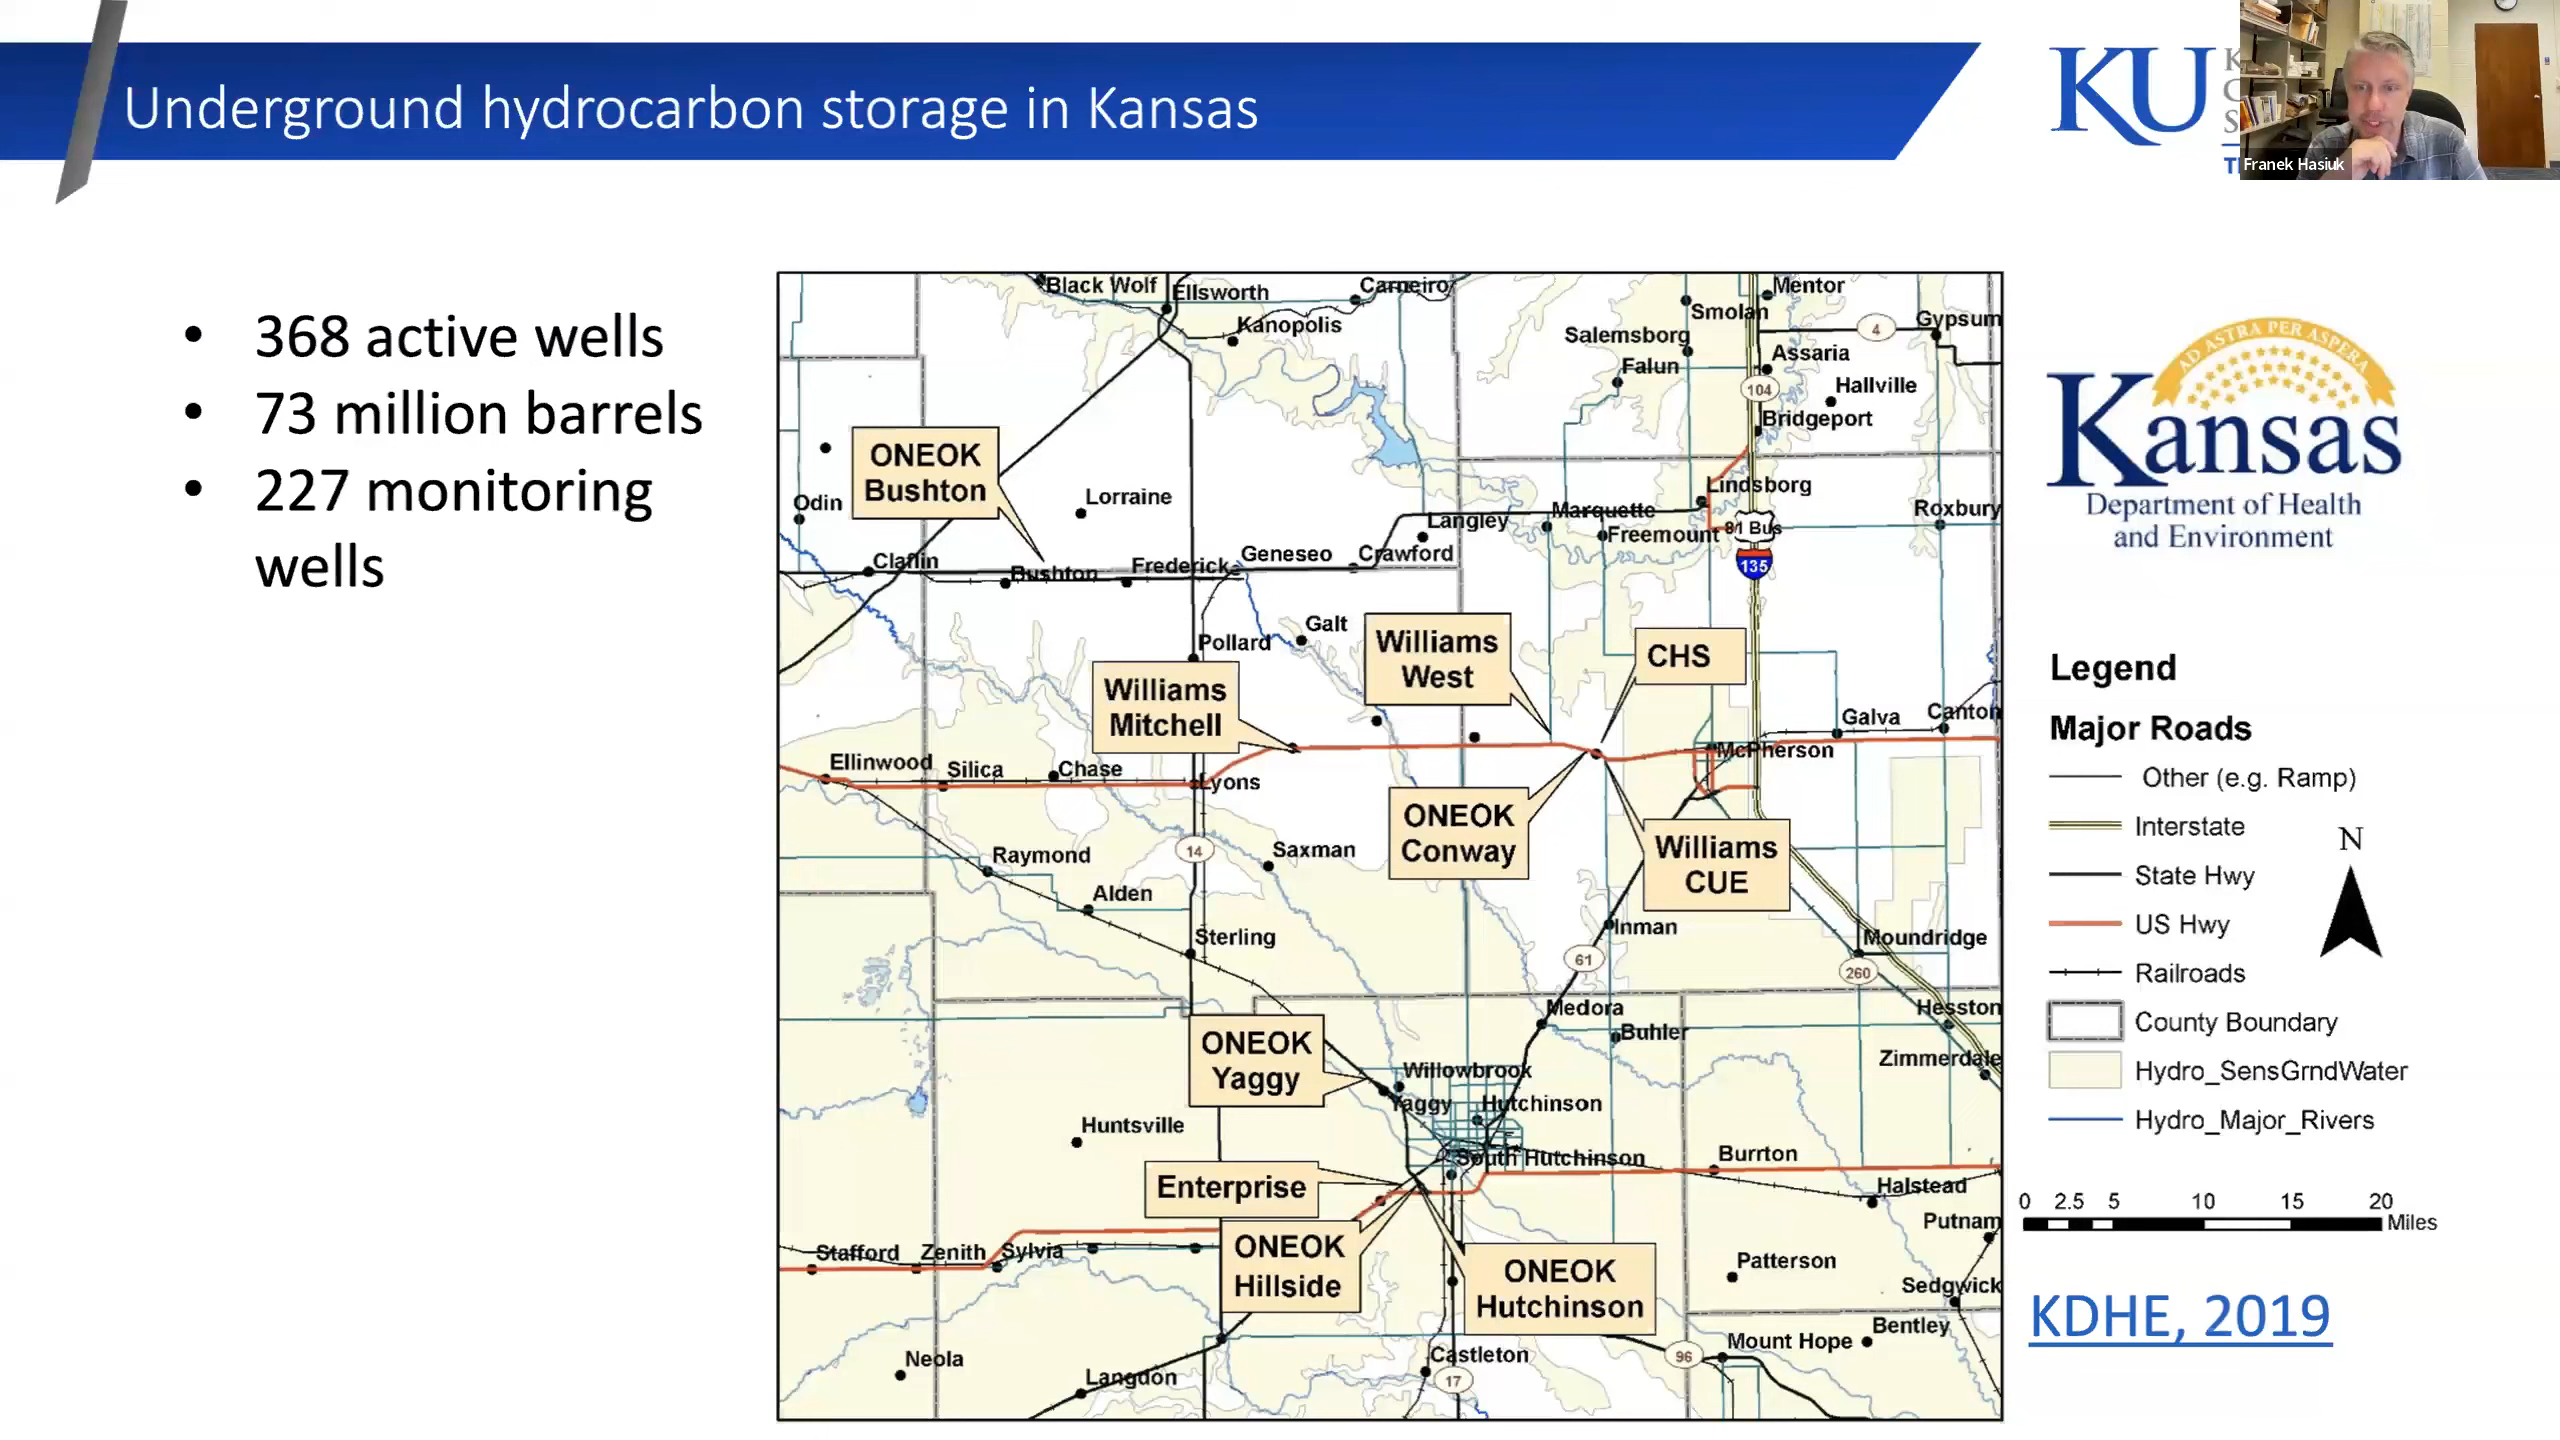 Underground hydrocarbon storage in Kansas
KU
Franek Hasiuk
• 368 active wells
• 73 million barrels
• 227 monitoring
wells
Black Wolf
Ellsworth
Carneiro
Kanopolis
Mentor
Smolan
Gypsum
4
Salemsborg
Assaria
Falun
Hallville
104
Bridgeport
ONEOK
Bushton
Odin
Lorraine
Lindsborg
Langley
Marquette
Freemount
81 Bus
Roxbury
135
Claflin
Bushton
Frederick
Geneseo
Crawford
Galt
Pollard
Williams
West
CHS
Williams
Mitchell
Galva
Canton
McPherson
Ellinwood
Silica
Chase
Lyons
ONEOK
Conway
Williams
CUE
14
Raymond
Saxman
Alden
Inman
Sterling
61
Moundridge
260
Medora
Hesston
Buhler
Zimmerdale
ONEOK
Yaggy
Willowbrook
Yaggy
Hutchinson
Huntsville
South Hutchinson
Burrton
Enterprise
Halstead
Putnam
ONEOK
Hillside
Stafford
Zenith
Sylvia
ONEOK
Hutchinson
Patterson
Sedgwick
Bentley
Mount Hope
96
Castleton
17
Neola
Langdon
AD ASTRA PER ASPERA
Kansas
Department of Health
and Environment
Legend
Major Roads
Other (e.g. Ramp)
Interstate
State Hwy
US Hwy
Railroads
County Boundary
Hydro_SensGrndWater
Hydro_Major_Rivers
N
0 2.5 5 10 15 20
Miles
KDHE, 2019